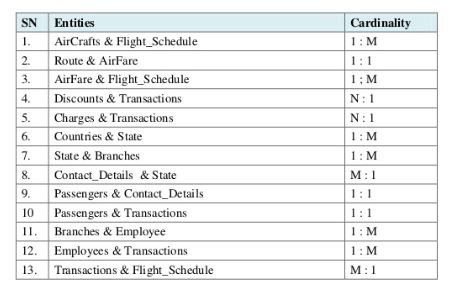 SN Entities Cardinality
1. AirCrafts & Flight_Schedule 1 : M
2. Route & AirFare 1 : 1
3. AirFare & Flight_Schedule 1 ; M
4. Discounts & Transactions N : 1
5. Charges & Transactions N : 1
6. Countries & State 1 : M
7. State & Branches 1 : M
8. Contact_Details & State M : 1
9. Passengers & Contact_Details 1 : 1
10 Passengers & Transactions 1 : 1
11. Branches & Employee 1 : M
12. Employees & Transactions 1 : M
13. Transactions & Flight_Schedule M : 1